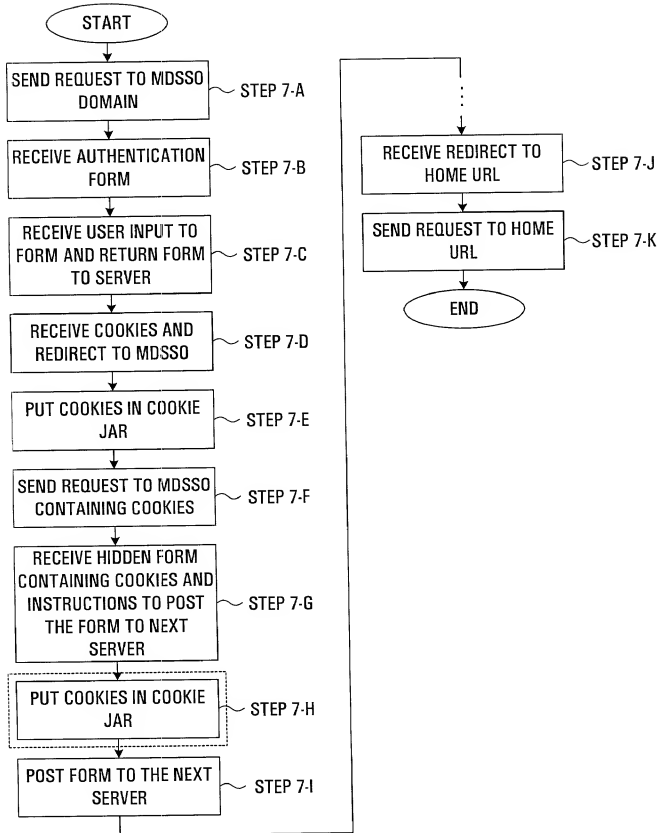 START
SEND REQUEST TO MDSSO
DOMAIN
STEP 7-A
RECEIVE AUTHENTICATION
FORM
STEP 7-B
RECEIVE USER INPUT TO
FORM AND RETURN FORM
TO SERVER
STEP 7-C
RECEIVE COOKIES AND
REDIRECT TO MDSSO
STEP 7-D
PUT COOKIES IN COOKIE
JAR
STEP 7-E
SEND REQUEST TO MDSSO
CONTAINING COOKIES
STEP 7-F
RECEIVE HIDDEN FORM
CONTAINING COOKIES AND
INSTRUCTIONS TO POST
THE FORM TO NEXT
SERVER
STEP 7-G
PUT COOKIES IN COOKIE
JAR
STEP 7-H
POST FORM TO THE NEXT
SERVER
STEP 7-I
RECEIVE REDIRECT TO
HOME URL
STEP 7-J
SEND REQUEST TO HOME
URL
STEP 7-K
END